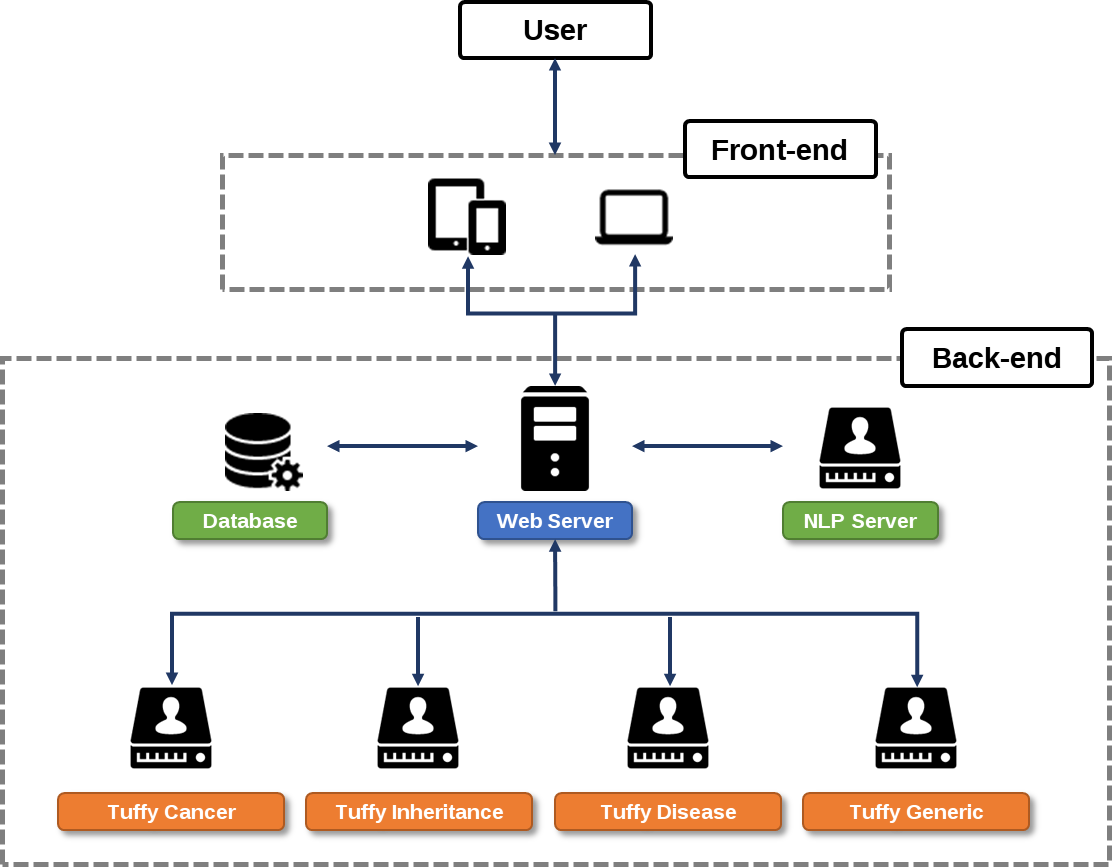 User
Front-end
Back-end
Database
Web Server
NLP Server
Tuffy Cancer
Tuffy Inheritance
Tuffy Disease
Tuffy Generic